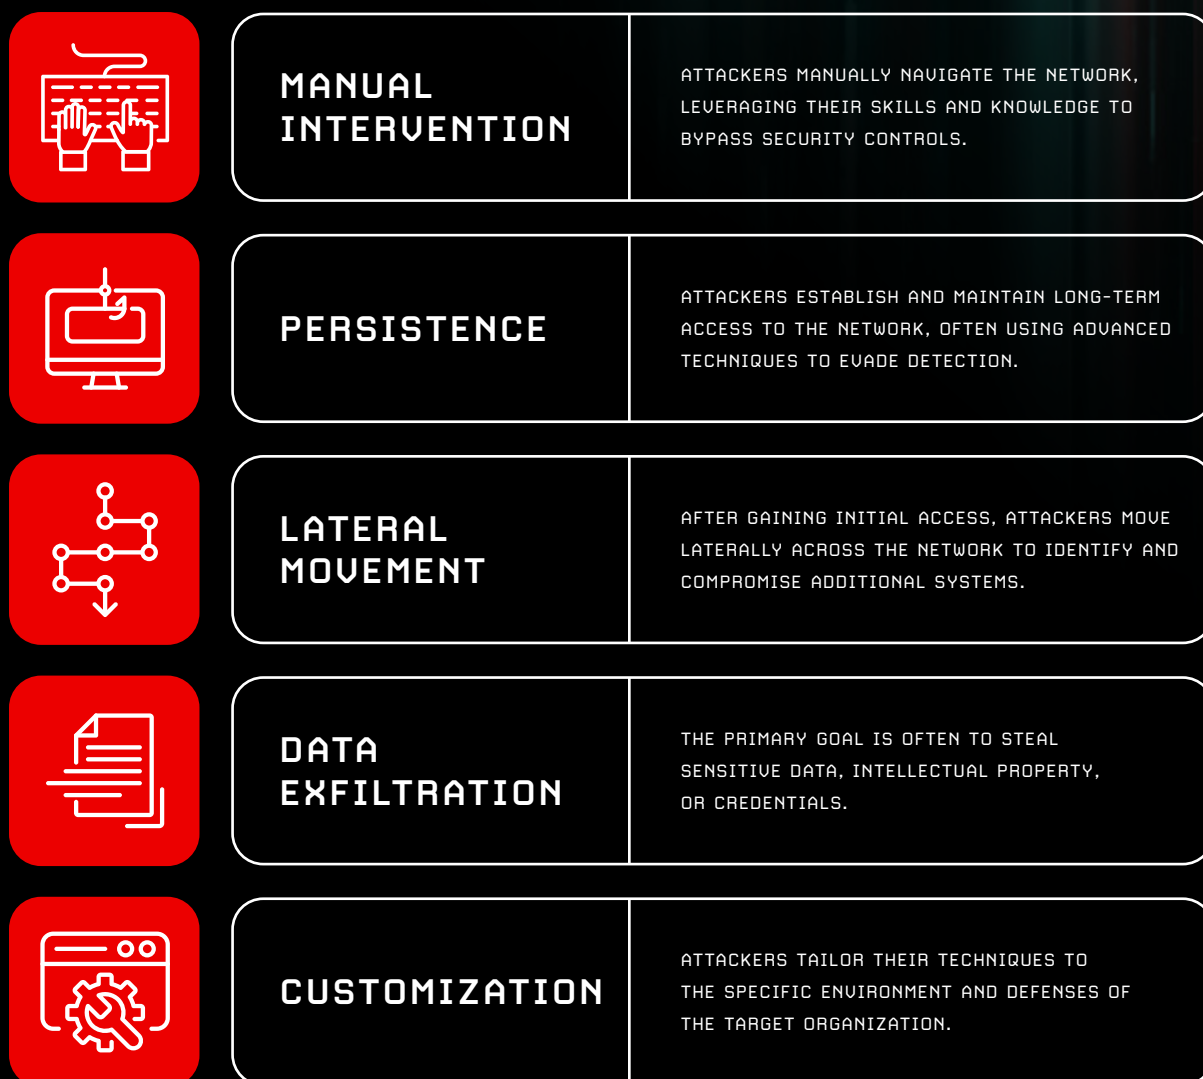 MANUAL
INTERVENTION
ATTACKERS MANUALLY NAVIGATE THE NETWORK,
LEVERAGING THEIR SKILLS AND KNOWLEDGE TO
BYPASS SECURITY CONTROLS.
PERSISTENCE
ATTACKERS ESTABLISH AND MAINTAIN LONG-TERM
ACCESS TO THE NETWORK, OFTEN USING ADVANCED
TECHNIQUES TO EVADE DETECTION.
LATERAL
MOVEMENT
AFTER GAINING INITIAL ACCESS, ATTACKERS MOVE
LATERALLY ACROSS THE NETWORK TO IDENTIFY AND
COMPROMISE ADDITIONAL SYSTEMS.
DATA
EXFILTRATION
THE PRIMARY GOAL IS OFTEN TO STEAL
SENSITIVE DATA, INTELLECTUAL PROPERTY,
OR CREDENTIALS.
CUSTOMIZATION
ATTACKERS TAILOR THEIR TECHNIQUES TO
THE SPECIFIC ENVIRONMENT AND DEFENSES OF
THE TARGET ORGANIZATION.